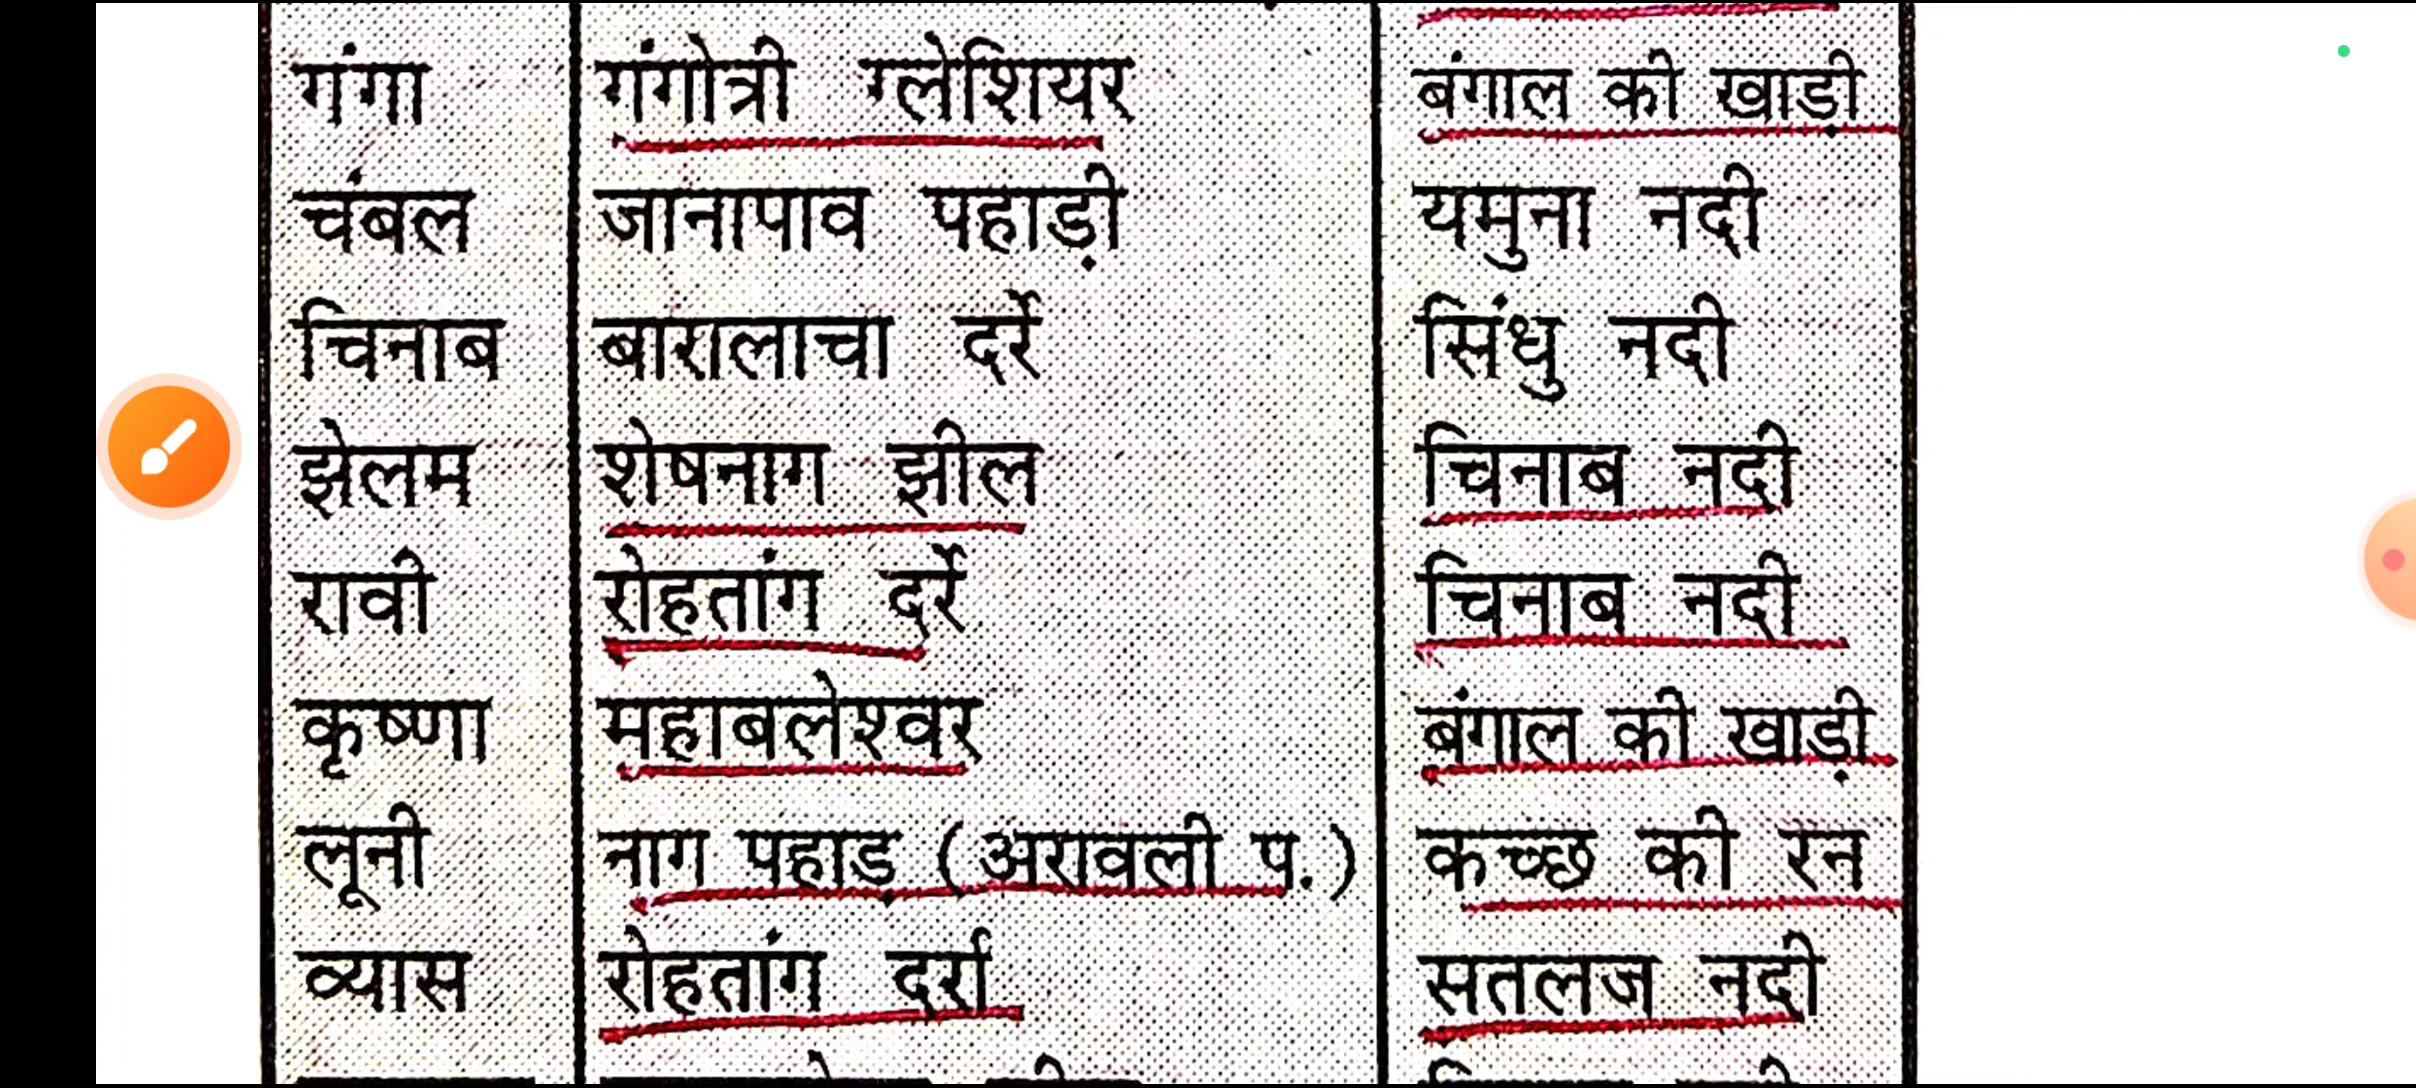 गंगा गंगोत्री ग्लेशियर बंगाल की खाड़ी
चंबल जानापाव पहाड़ी यमुना नदी
चिनाब बारालाचा दर्रे सिंधु नदी
झेलम शेषनाग झील चिनाब नदी
रावी रोहतांग दर्रे चिनाब नदी
कृष्णा महाबलेश्वर बंगाल की खाड़ी
लूनी नाग पहाड़ (अरावली प.) कच्छ की रन
व्यास रोहतांग दर्रा सतलज नदी